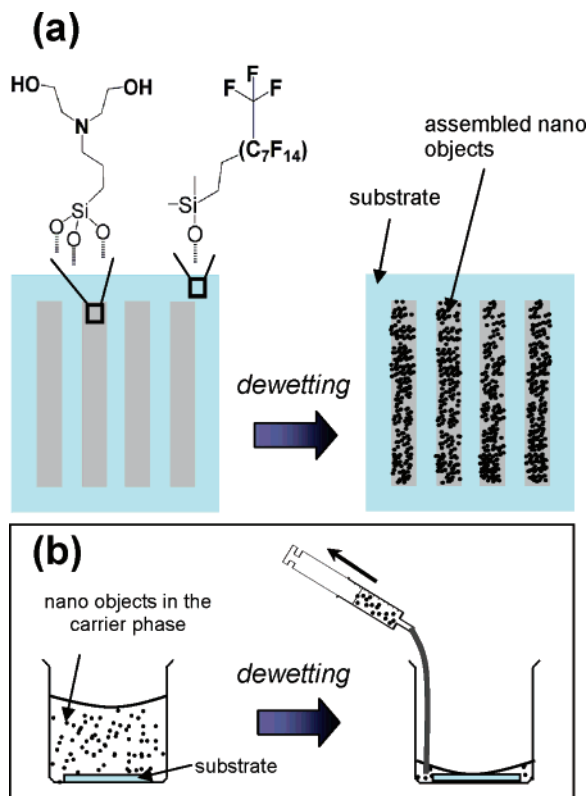 (a)
HO
OH
N
Si
O
O
O
F
F
F
(C7F14)
Si
O
assembled nano
objects
substrate
dewetting
(b)
nano objects in the
carrier phase
dewetting
substrate